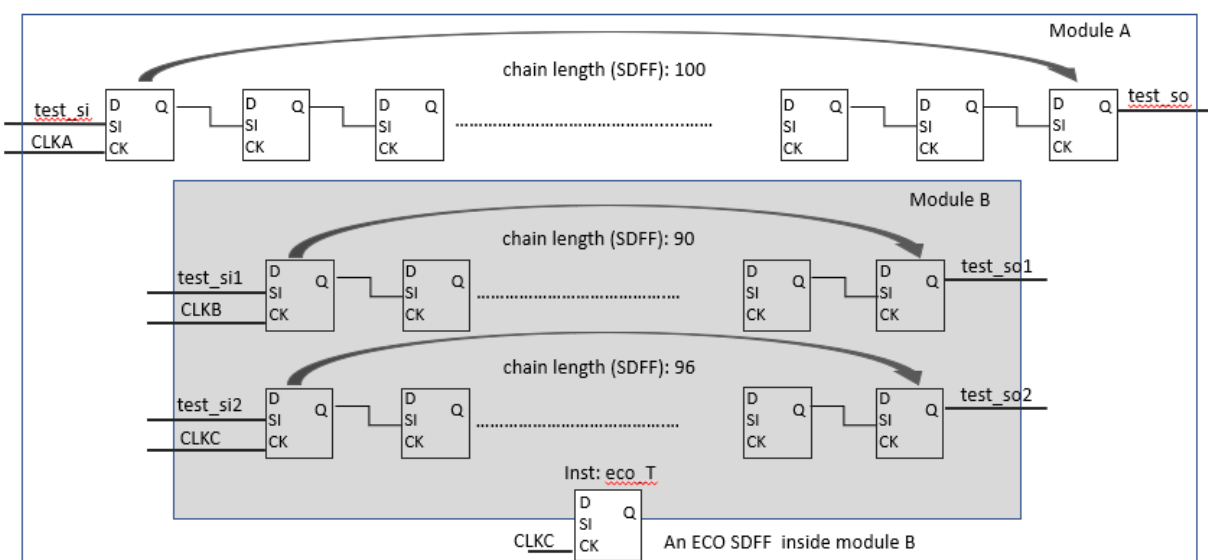 Module A
chain length (SDFF): 100
test_si
D Q
SI
CK
D Q
SI
CK
D Q
SI
CK
D Q
SI
CK
D Q
SI
CK
D Q
SI
CK
test_so
CLKA
Module B
chain length (SDFF): 90
test_si1
D Q
SI
CK
D Q
SI
CK
D Q
SI
CK
D Q
SI
CK
test_so1
CLKB
chain length (SDFF): 96
test_si2
D Q
SI
CK
D Q
SI
CK
D Q
SI
CK
D Q
SI
CK
test_so2
CLKC
Inst: eco_T
D Q
SI
CK
CLKC
An ECO SDFF inside module B